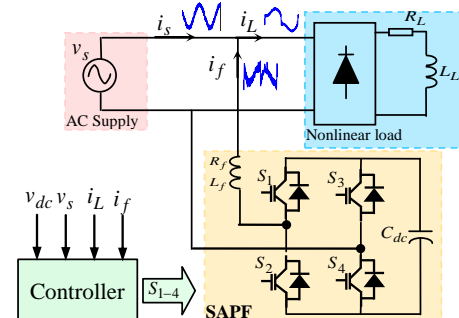 i_s
i_L
R_L
v_s
i_f
L_L
AC Supply
Nonlinear load
R_f
L_f
S_1
S_3
v_dc v_s i_L i_f
C_dc
S_2
S_4
Controller
S_1-4
SAPF